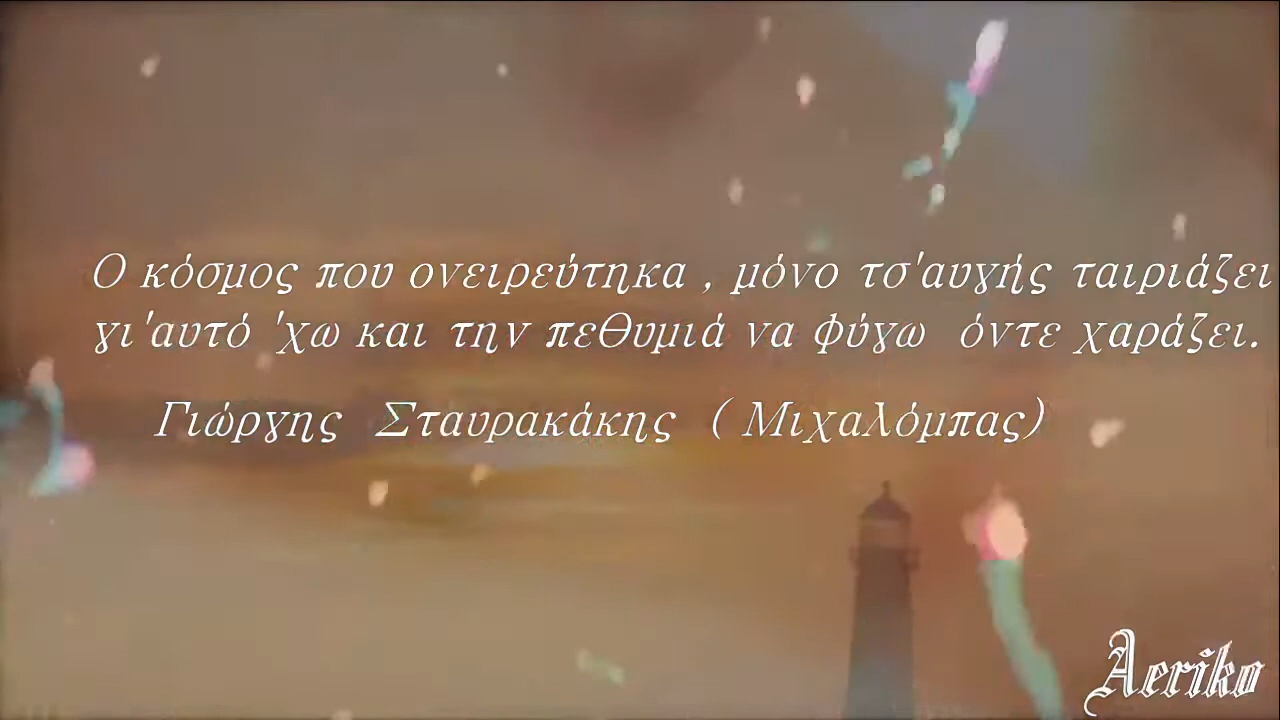 Ο κόσμος που ονειρεύτηκα , μόνο τσ'αυγής ταιριάζει
γι'αυτό 'χω και την πεθυμιά να φύγω όντε χαράζει.
Γιώργης Σταυρακάκης ( Μιχαλόμπας)
Aeriko